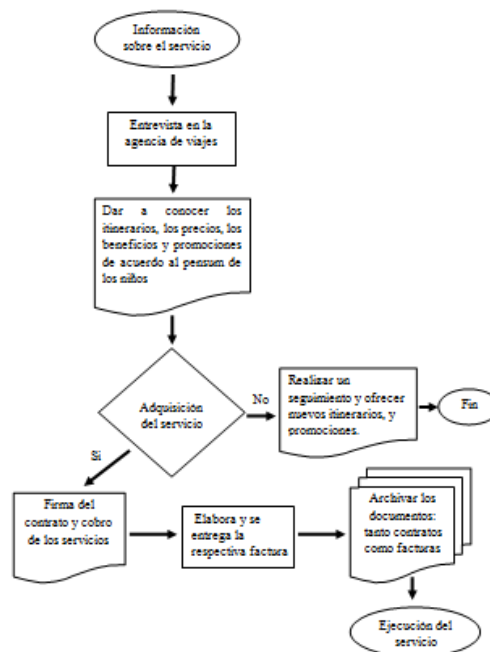 Información
sobre el servicio
Entrevista en la
agencia de viajes
Dar a conocer los
itinerarios, los precios, los
beneficios y promociones
de acuerdo al pensum de
los niños
Adquisición
del servicio
No
Realizar un
seguimiento y ofrecer
nuevos itinerarios, y
promociones.
Fin
Si
Firma del
contrato y cobro
de los servicios
Elabora y se
entrega la
respectiva factura
Archivar los
documentos:
tanto contratos
como facturas
Ejecución del
servicio